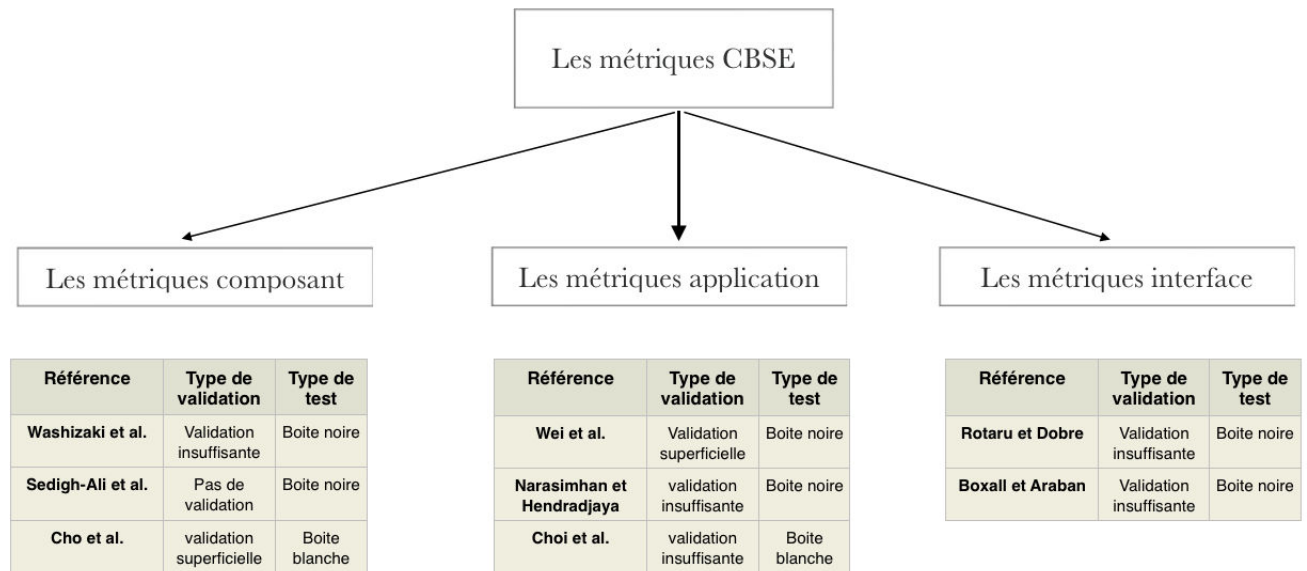 Les métriques CBSE
Les métriques composant
Les métriques application
Les métriques interface
Référence
Type de
validation
Type de
test
Washizaki et al.
Validation
insuffisante
Boite noire
Sedigh-Ali et al.
Pas de
validation
Boite noire
Cho et al.
validation
superficielle
Boite
blanche
Référence
Type de
validation
Type de
test
Wei et al.
Validation
superficielle
Boite noire
Narasimhan et
Hendradjaya
validation
insuffisante
Boite noire
Choi et al.
validation
insuffisante
Boite
blanche
Référence
Type de
validation
Type de
test
Rotaru et Dobre
Validation
insuffisante
Boite noire
Boxall et Araban
Validation
insuffisante
Boite noire